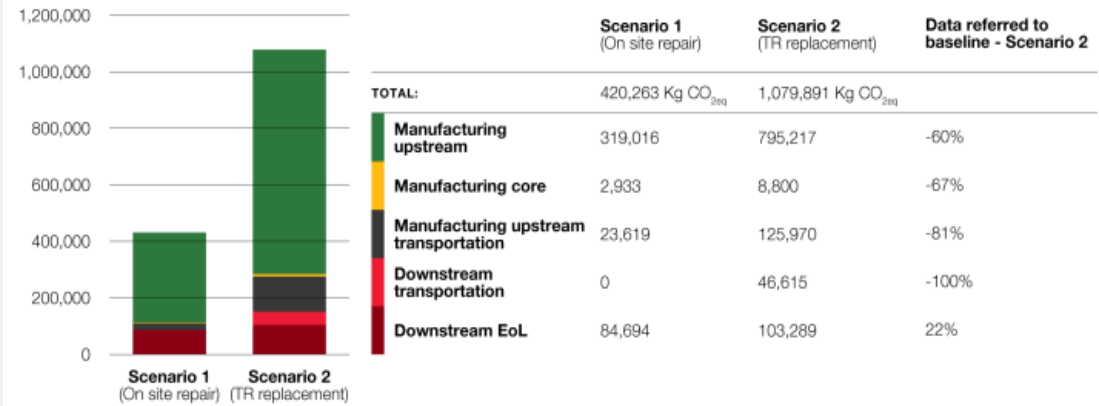 1,200,000
1,000,000
800,000
600,000
400,000
200,000
0
Scenario 1
(On site repair)
Scenario 2
(TR replacement)
Scenario 1
(On site repair)
Scenario 2
(TR replacement)
Data referred to
baseline - Scenario 2
TOTAL: 420,263 Kg CO2eq 1,079,891 Kg CO2eq
Manufacturing
upstream
319,016 795,217 -60%
Manufacturing core 2,933 8,800 -67%
Manufacturing upstream
transportation
23,619 125,970 -81%
Downstream
transportation
0 46,615 -100%
Downstream EoL 84,694 103,289 22%